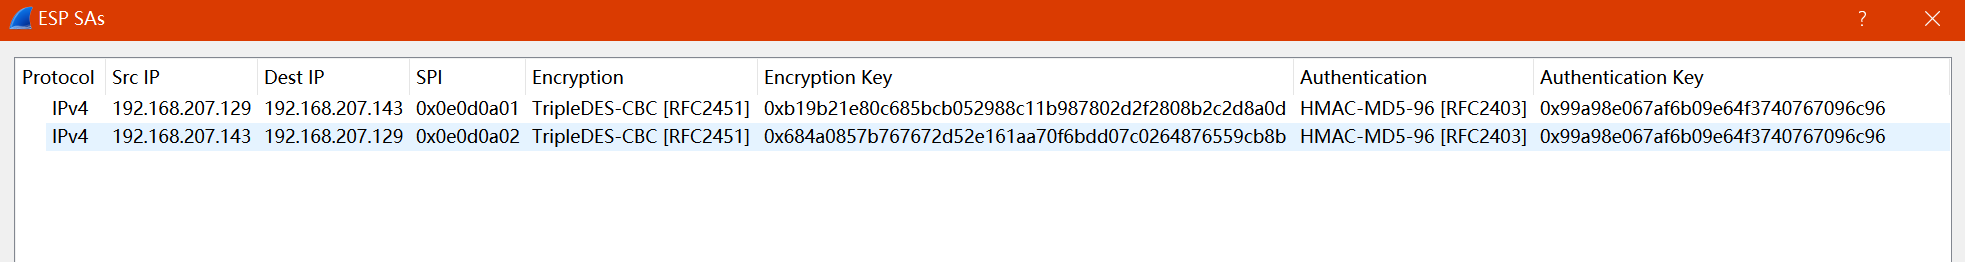 ESP SAs
Protocol Src IP Dest IP SPI Encryption Encryption Key Authentication Authentication Key
IPv4 192.168.207.129 192.168.207.143 0x0e0d0a01 TripleDES-CBC [RFC2451] 0xb19b21e80c685bcb052988c11b987802d2f2808b2c2d8a0d HMAC-MD5-96 [RFC2403] 0x99a98e067af6b09e64f3740767096c96
IPv4 192.168.207.143 192.168.207.129 0x0e0d0a02 TripleDES-CBC [RFC2451] 0x684a0857b767672d52e161aa70f6bdd07c0264876559cb8b HMAC-MD5-96 [RFC2403] 0x99a98e067af6b09e64f3740767096c96